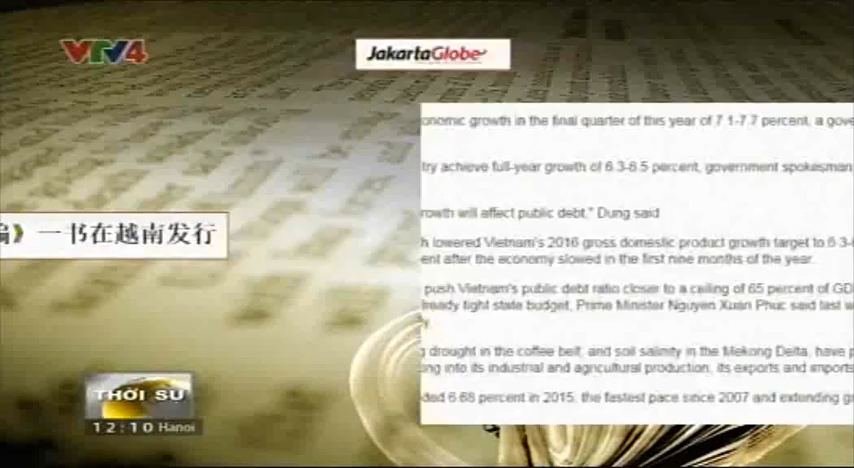 VTV4
JakartaGlobe
onomic growth in the final quarter of this year of 7.1-7.7 percent, a gove
try achieve full-year growth of 6.3-6.5 percent, government spokesman
rowth will affect public debt," Dung said
h lowered Vietnam's 2016 gross domestic product growth target to 6.3-6
ent after the economy slowed in the first nine months of the year.
push Vietnam's public debt ratio closer to a ceiling of 65 percent of GD
lready tight state budget, Prime Minister Nguyen Xuan Phuc said last w
y.
g drought in the coffee belt, and soil salinity in the Mekong Delta, have p
ong into its industrial and agricultural production, its exports and imports
ded 6.68 percent in 2015, the fastest pace since 2007 and extending gr
》一书在越南发行
THỜI SỰ
12:10 Hanoi